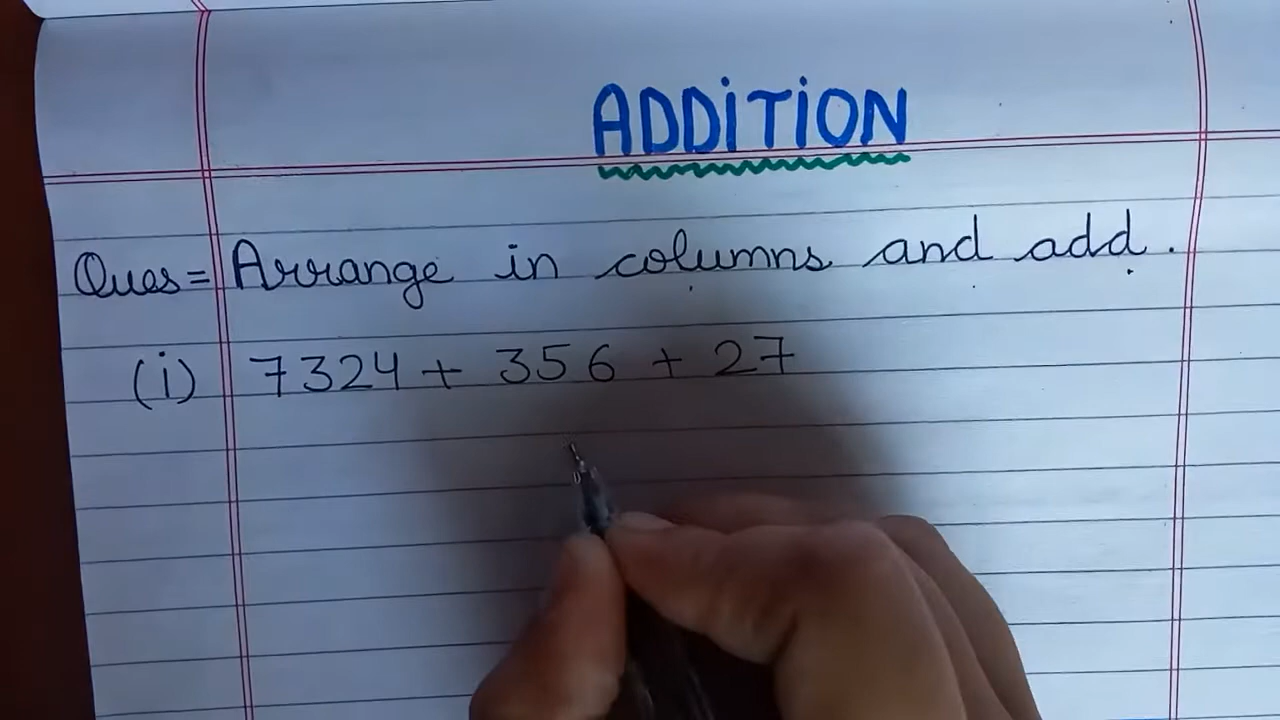 ADDITION
Ques = Arrange in columns and add.
(i) 7324 + 356 + 27